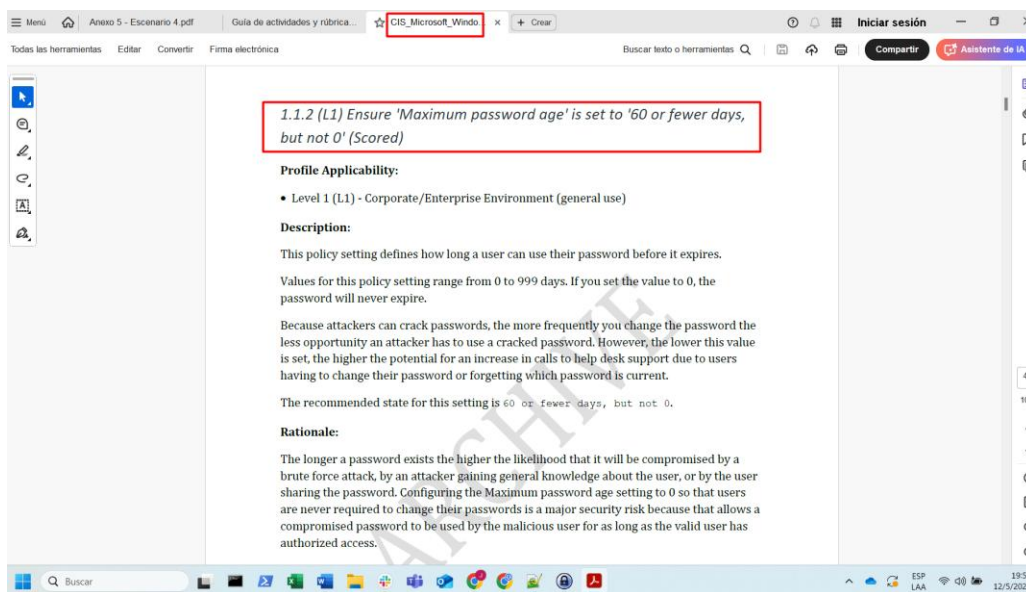 Menú Anexo 5 - Escenario 4.pdf Guía de actividades y rúbrica... CIS_Microsoft_Windo... × + Crear Iniciar sesión
Todas las herramientas Editar Convertir Firma electrónica Buscar texto o herramientas Compartir Asistente de IA
1.1.2 (L1) Ensure 'Maximum password age' is set to '60 or fewer days,
but not 0' (Scored)
Profile Applicability:
• Level 1 (L1) - Corporate/Enterprise Environment (general use)
Description:
This policy setting defines how long a user can use their password before it expires.
Values for this policy setting range from 0 to 999 days. If you set the value to 0, the
password will never expire.
Because attackers can crack passwords, the more frequently you change the password the
less opportunity an attacker has to use a cracked password. However, the lower this value
is set, the higher the potential for an increase in calls to help desk support due to users
having to change their password or forgetting which password is current.
The recommended state for this setting is 60 or fewer days, but not 0.
Rationale:
The longer a password exists the higher the likelihood that it will be compromised by a
brute force attack, by an attacker gaining general knowledge about the user, or by the user
sharing the password. Configuring the Maximum password age setting to 0 so that users
are never required to change their passwords is a major security risk because that allows a
compromised password to be used by the malicious user for as long as the valid user has
authorized access.
ARCHIVE
Buscar ESP
LAA